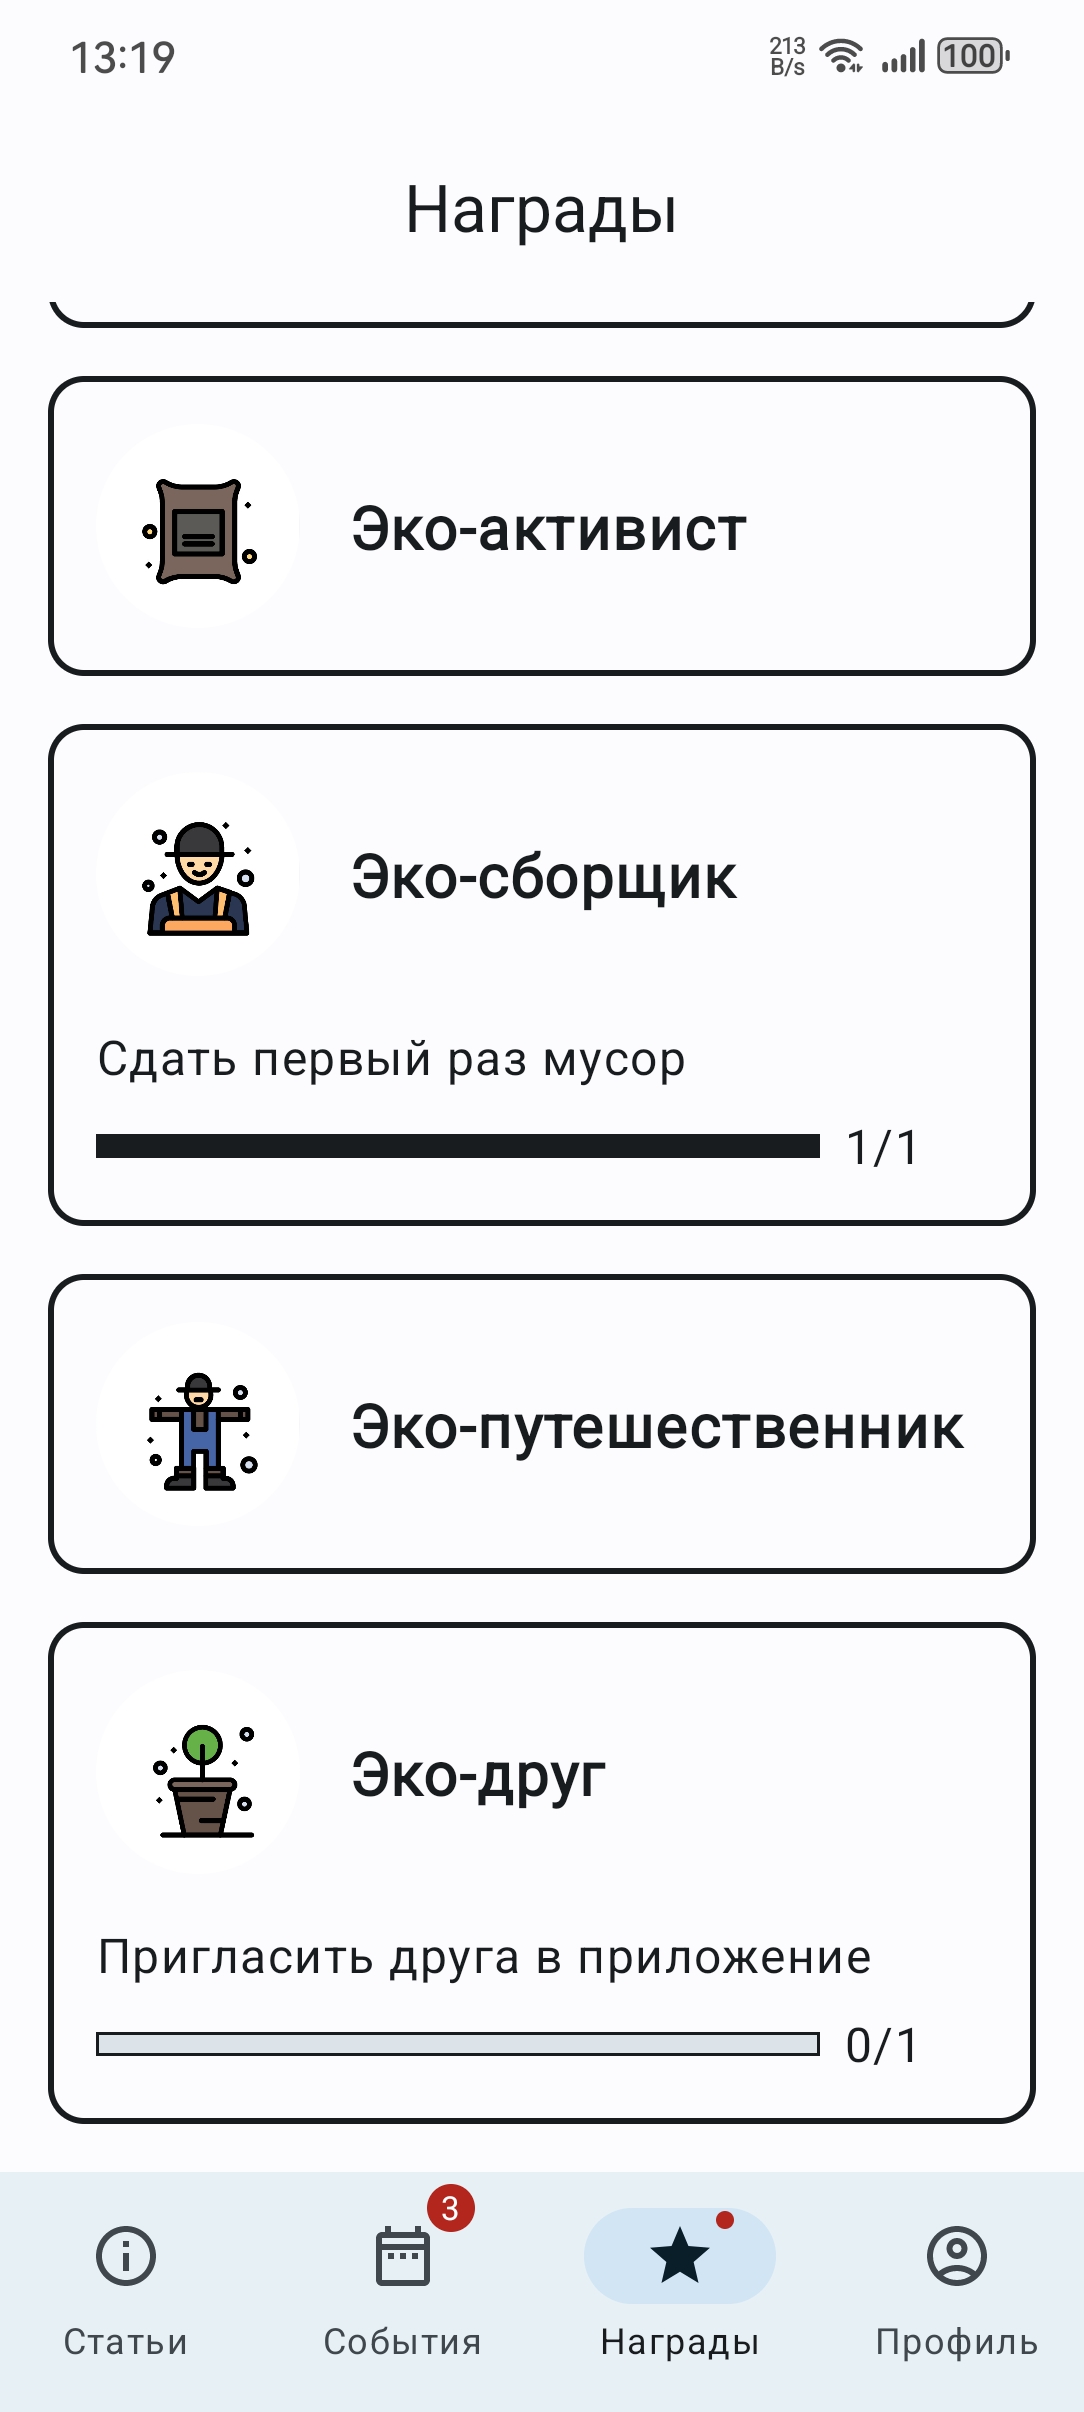 13:19
213
B/s
100
Награды
Эко-активист
Эко-сборщик
Сдать первый раз мусор
1/1
Эко-путешественник
Эко-друг
Пригласить друга в приложение
0/1
3
Статьи
События
Награды
Профиль